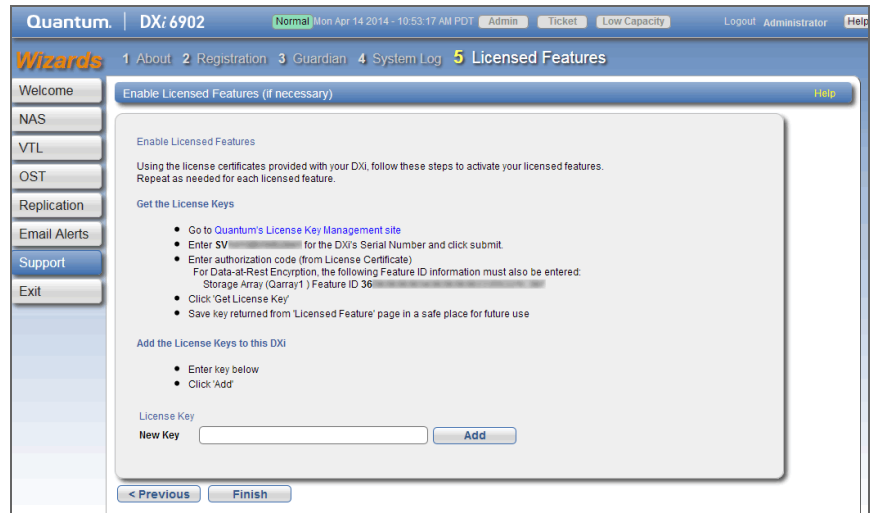 Quantum. DXi 6902 Normal Mon Apr 14 2014 - 10:53:17 AM PDT Admin Ticket Low Capacity Logout Administrator Help
Wizards 1 About 2 Registration 3 Guardian 4 System Log 5 Licensed Features
Welcome
NAS
VTL
OST
Replication
Email Alerts
Support
Exit
Enable Licensed Features (if necessary) Help
Enable Licensed Features
Using the license certificates provided with your DXi, follow these steps to activate your licensed features.
Repeat as needed for each licensed feature.
Get the License Keys
Go to Quantum's License Key Management site
Enter SV for the DXi's Serial Number and click submit.
Enter authorization code (from License Certificate)
For Data-at-Rest Encyrption, the following Feature ID information must also be entered:
Storage Array (Qarray1 ) Feature ID 36
Click 'Get License Key'
Save key returned from 'Licensed Feature' page in a safe place for future use
Add the License Keys to this DXi
Enter key below
Click 'Add'
License Key
New Key Add
< Previous Finish